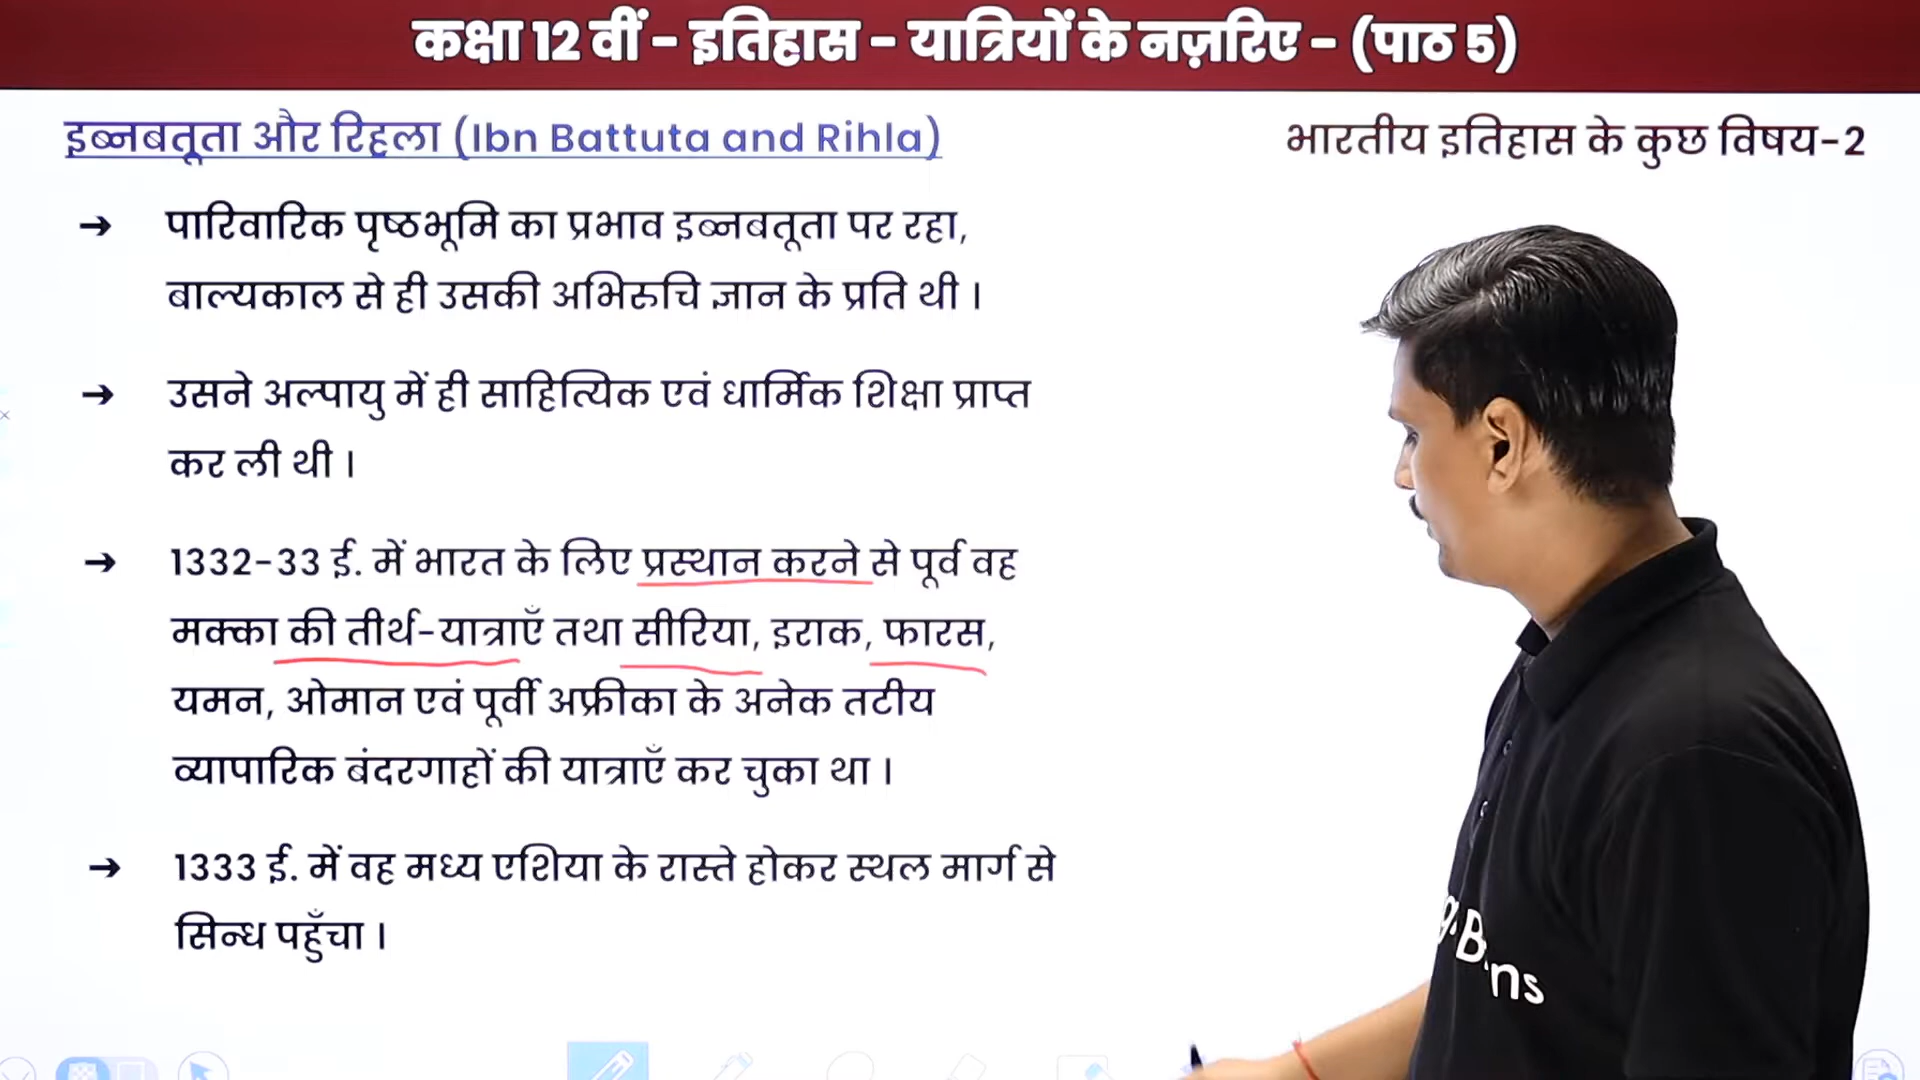 कक्षा 12 वीं - इतिहास - यात्रियों के नज़रिए - (पाठ 5)
इब्नबतूता और रिहला (Ibn Battuta and Rihla)
भारतीय इतिहास के कुछ विषय-2
→ पारिवारिक पृष्ठभूमि का प्रभाव इब्नबतूता पर रहा,
बाल्यकाल से ही उसकी अभिरुचि ज्ञान के प्रति थी ।
→ उसने अल्पायु में ही साहित्यिक एवं धार्मिक शिक्षा प्राप्त
कर ली थी ।
→ 1332-33 ई. में भारत के लिए प्रस्थान करने से पूर्व वह
मक्का की तीर्थ-यात्राएँ तथा सीरिया, इराक, फारस,
यमन, ओमान एवं पूर्वी अफ्रीका के अनेक तटीय
व्यापारिक बंदरगाहों की यात्राएँ कर चुका था ।
→ 1333 ई. में वह मध्य एशिया के रास्ते होकर स्थल मार्ग से
सिन्ध पहुँचा ।